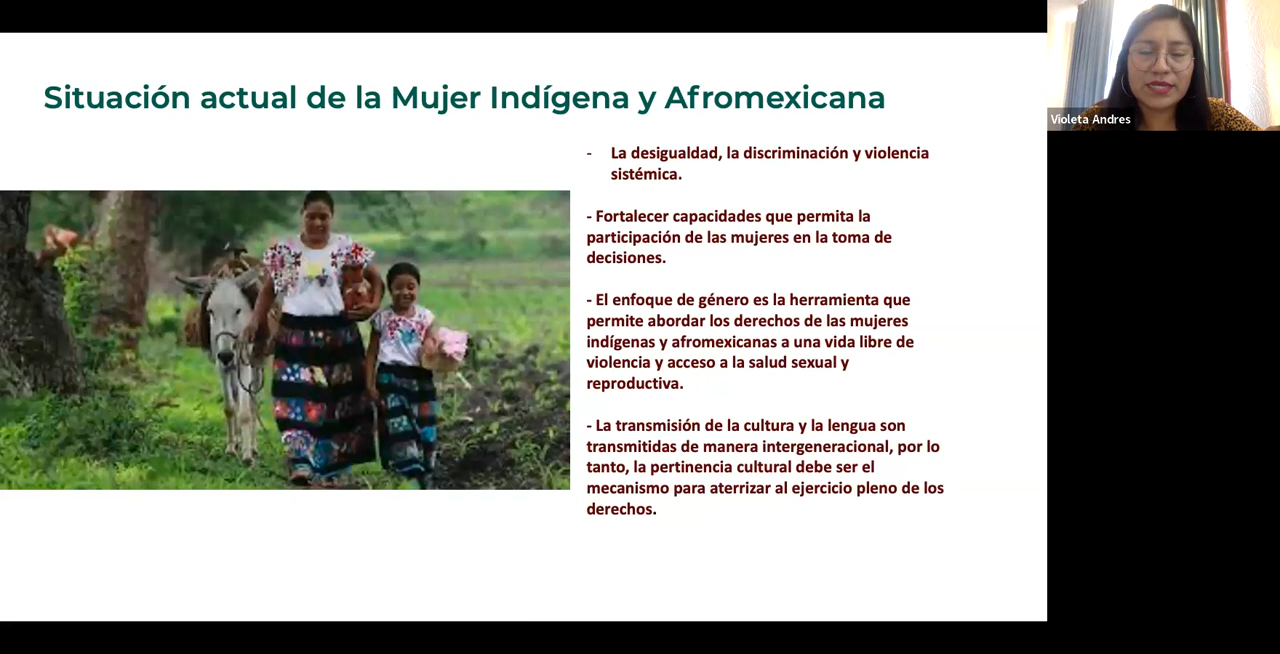 Situación actual de la Mujer Indígena y Afromexicana
Violeta Andres
- La desigualdad, la discriminación y violencia
sistémica.
- Fortalecer capacidades que permita la
participación de las mujeres en la toma de
decisiones.
- El enfoque de género es la herramienta que
permite abordar los derechos de las mujeres
indígenas y afromexicanas a una vida libre de
violencia y acceso a la salud sexual y
reproductiva.
- La transmisión de la cultura y la lengua son
transmitidas de manera intergeneracional, por lo
tanto, la pertinencia cultural debe ser el
mecanismo para aterrizar al ejercicio pleno de los
derechos.